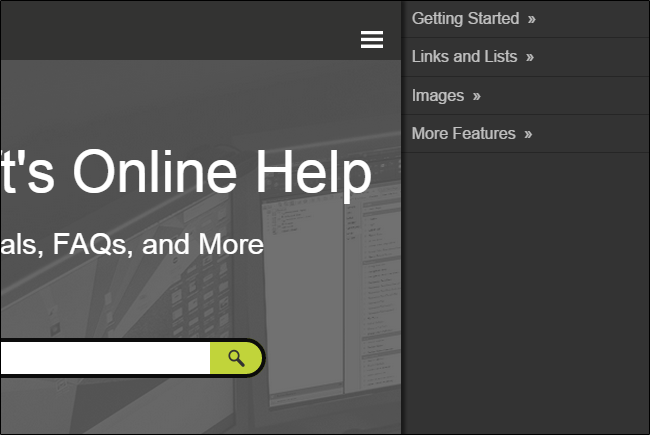 t's Online Help
als, FAQs, and More
Getting Started »
Links and Lists »
Images »
More Features »